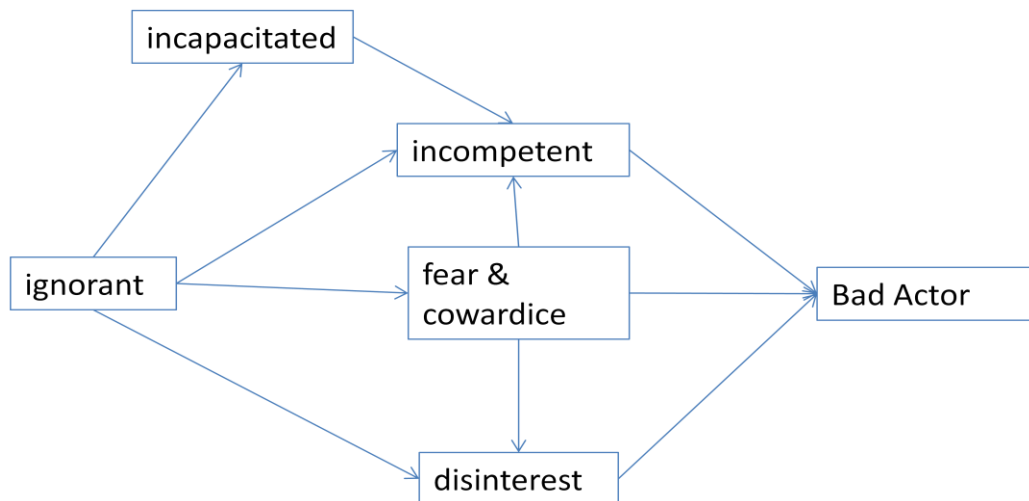 incapacitated
incompetent
ignorant
fear &
cowardice
Bad Actor
disinterest